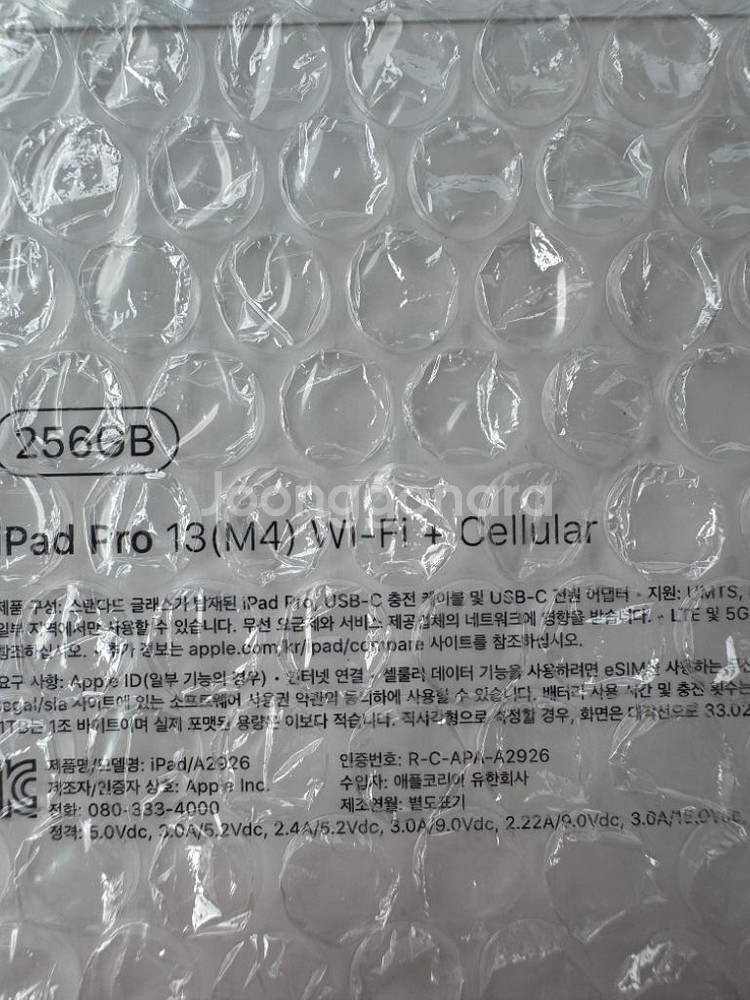 256GB
Joongonara
iPad Pro 13(M4) Wi-Fi + Cellular
제품 구성: 스탠다드 글래스가 탑재된 iPad Pro, USB-C 충전 케이블 및 USB-C 전원 어댑터 • 지원: UMTS,
일부 지역에서만 사용할 수 있습니다. 무선 요금제와 서비스 제공업체의 네트워크에 영향을 받습니다. • LTE 및 5G
참조하십시오. 추가 정보는 apple.com/kr/ipad/compare 사이트를 참조하십시오.
요구 사항: Apple ID(일부 기능의 경우) • 인터넷 연결 • 셀룰러 데이터 기능을 사용하려면 eSIM을 사용하는
legal/sla 사이트에 있는 소프트웨어 사용권 약관에 동의하에 사용할 수 있습니다. 배터리 사용 시간 및 충전 횟수는
1TB는 1조 바이트이며 실제 포맷된 용량은 이보다 적습니다. 직사각형으로 측정할 경우, 화면은 대각선으로 33.02
제품명/모델명: iPad/A2926
인증번호: R-C-APA-A2926
제조자/인증자 상호: Apple Inc.
수입자: 애플코리아 유한회사
전화: 080-333-4000
제조연월: 별도표기
정격: 5.0Vdc, 3.0A/5.2Vdc, 2.4A/5.2Vdc, 3.0A/9.0Vdc, 2.22A/9.0Vdc, 3.0A/15.0Vdc,